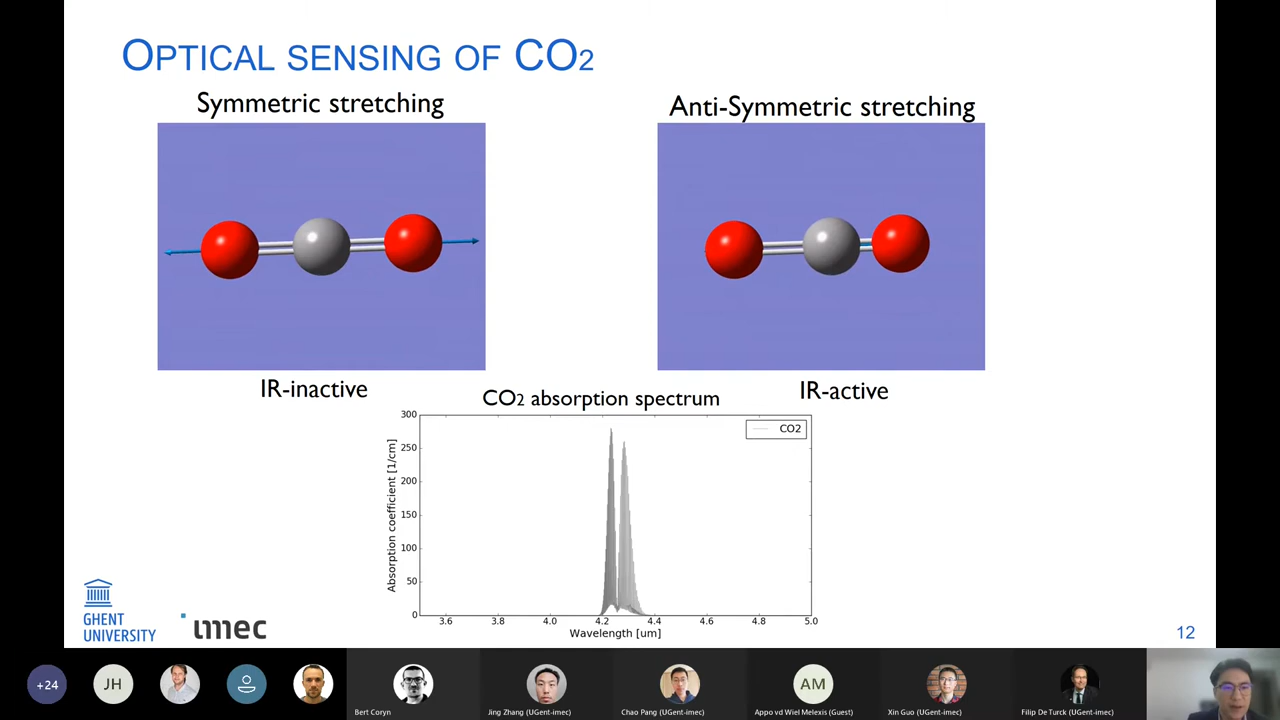 OPTICAL SENSING OF CO2
Symmetric stretching
Anti-Symmetric stretching
IR-inactive
IR-active
CO2 absorption spectrum
CO2
300
250
200
150
100
50
0
Absorption coefficient [1/cm]
3.6 3.8 4.0 4.2 4.4 4.6 4.8 5.0
Wavelength [um]
GHENT
UNIVERSITY
imec
12
+24
JH
AM
Bert Coryn
Jing Zhang (UGent-imec)
Chao Pang (UGent-imec)
Appo vd Wiel Melexis (Guest)
Xin Guo (UGent-imec)
Filip De Turck (UGent-imec)